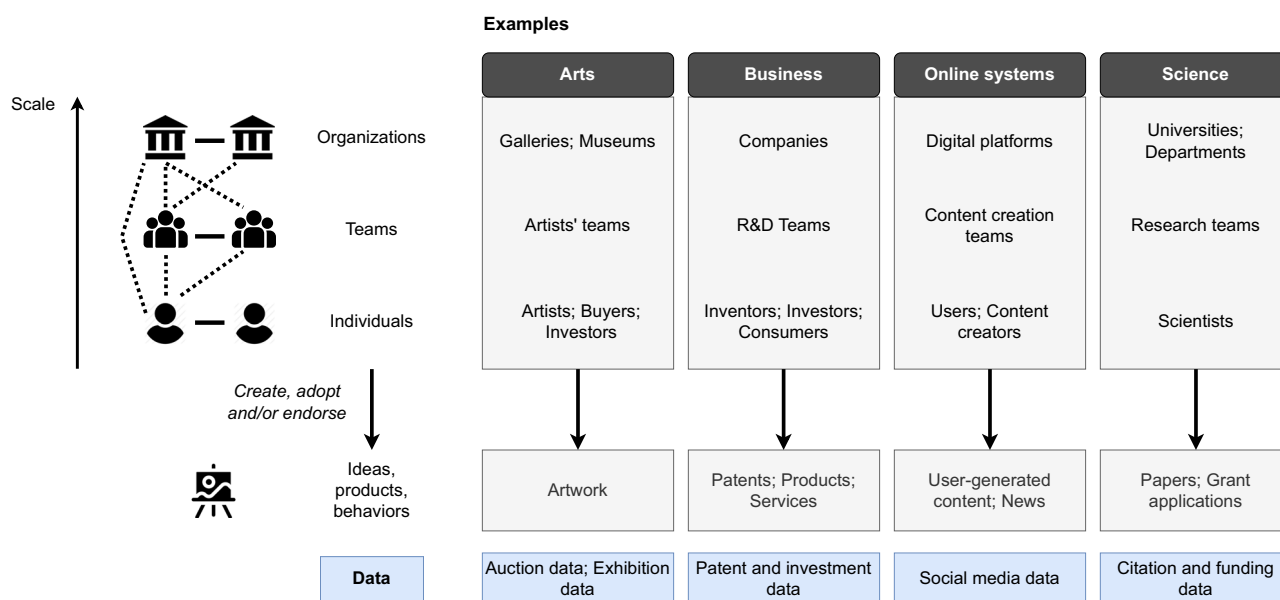 Examples
Arts
Business
Online systems
Science
Scale
Organizations
Galleries; Museums
Companies
Digital platforms
Universities;
Departments
Teams
Artists' teams
R&D Teams
Content creation
teams
Research teams
Individuals
Artists; Buyers;
Investors
Inventors; Investors;
Consumers
Users; Content
creators
Scientists
Create, adopt
and/or endorse
Ideas,
products,
behaviors
Artwork
Patents; Products;
Services
User-generated
content; News
Papers; Grant
applications
Data
Auction data; Exhibition
data
Patent and investment
data
Social media data
Citation and funding
data